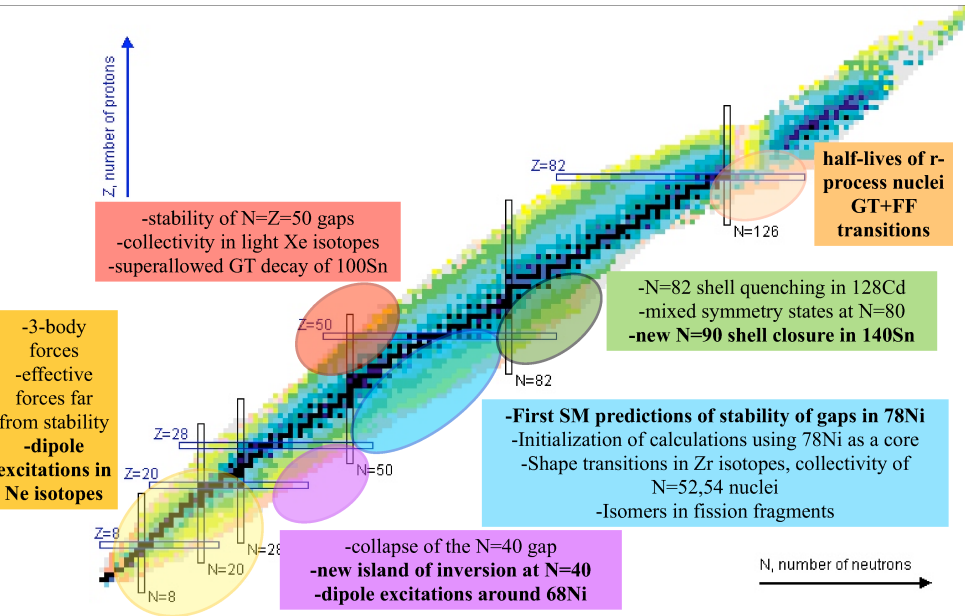 Z, number of protons
Z=82
half-lives of r-
process nuclei
GT+FF
transitions
N=126
-stability of N=Z=50 gaps
-collectivity in light Xe isotopes
-superallowed GT decay of 100Sn
-N=82 shell quenching in 128Cd
-mixed symmetry states at N=80
-new N=90 shell closure in 140Sn
Z=50
N=82
-3-body
forces
-effective
forces far
from stability
-dipole
excitations in
Ne isotopes
-First SM predictions of stability of gaps in 78Ni
-Initialization of calculations using 78Ni as a core
-Shape transitions in Zr isotopes, collectivity of
N=52,54 nuclei
-Isomers in fission fragments
Z=28
N=50
Z=20
Z=8
N=28
N=20
N=8
-collapse of the N=40 gap
-new island of inversion at N=40
-dipole excitations around 68Ni
N, number of neutrons